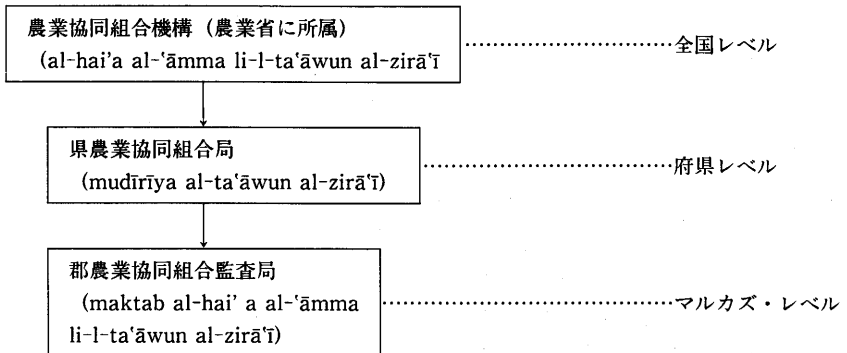 農業協同組合機構（農業省に所属）
(al-hai'a al-‘āmma li-l-ta‘āwun al-zirā‘ī
………………………全国レベル
県農業協同組合局
(mudīrīya al-ta‘āwun al-zirā‘ī)
………………………府県レベル
郡農業協同組合監査局
(maktab al-hai' a al-‘āmma
li-l-ta‘āwun al-zirā‘ī)
………………………マルカズ・レベル